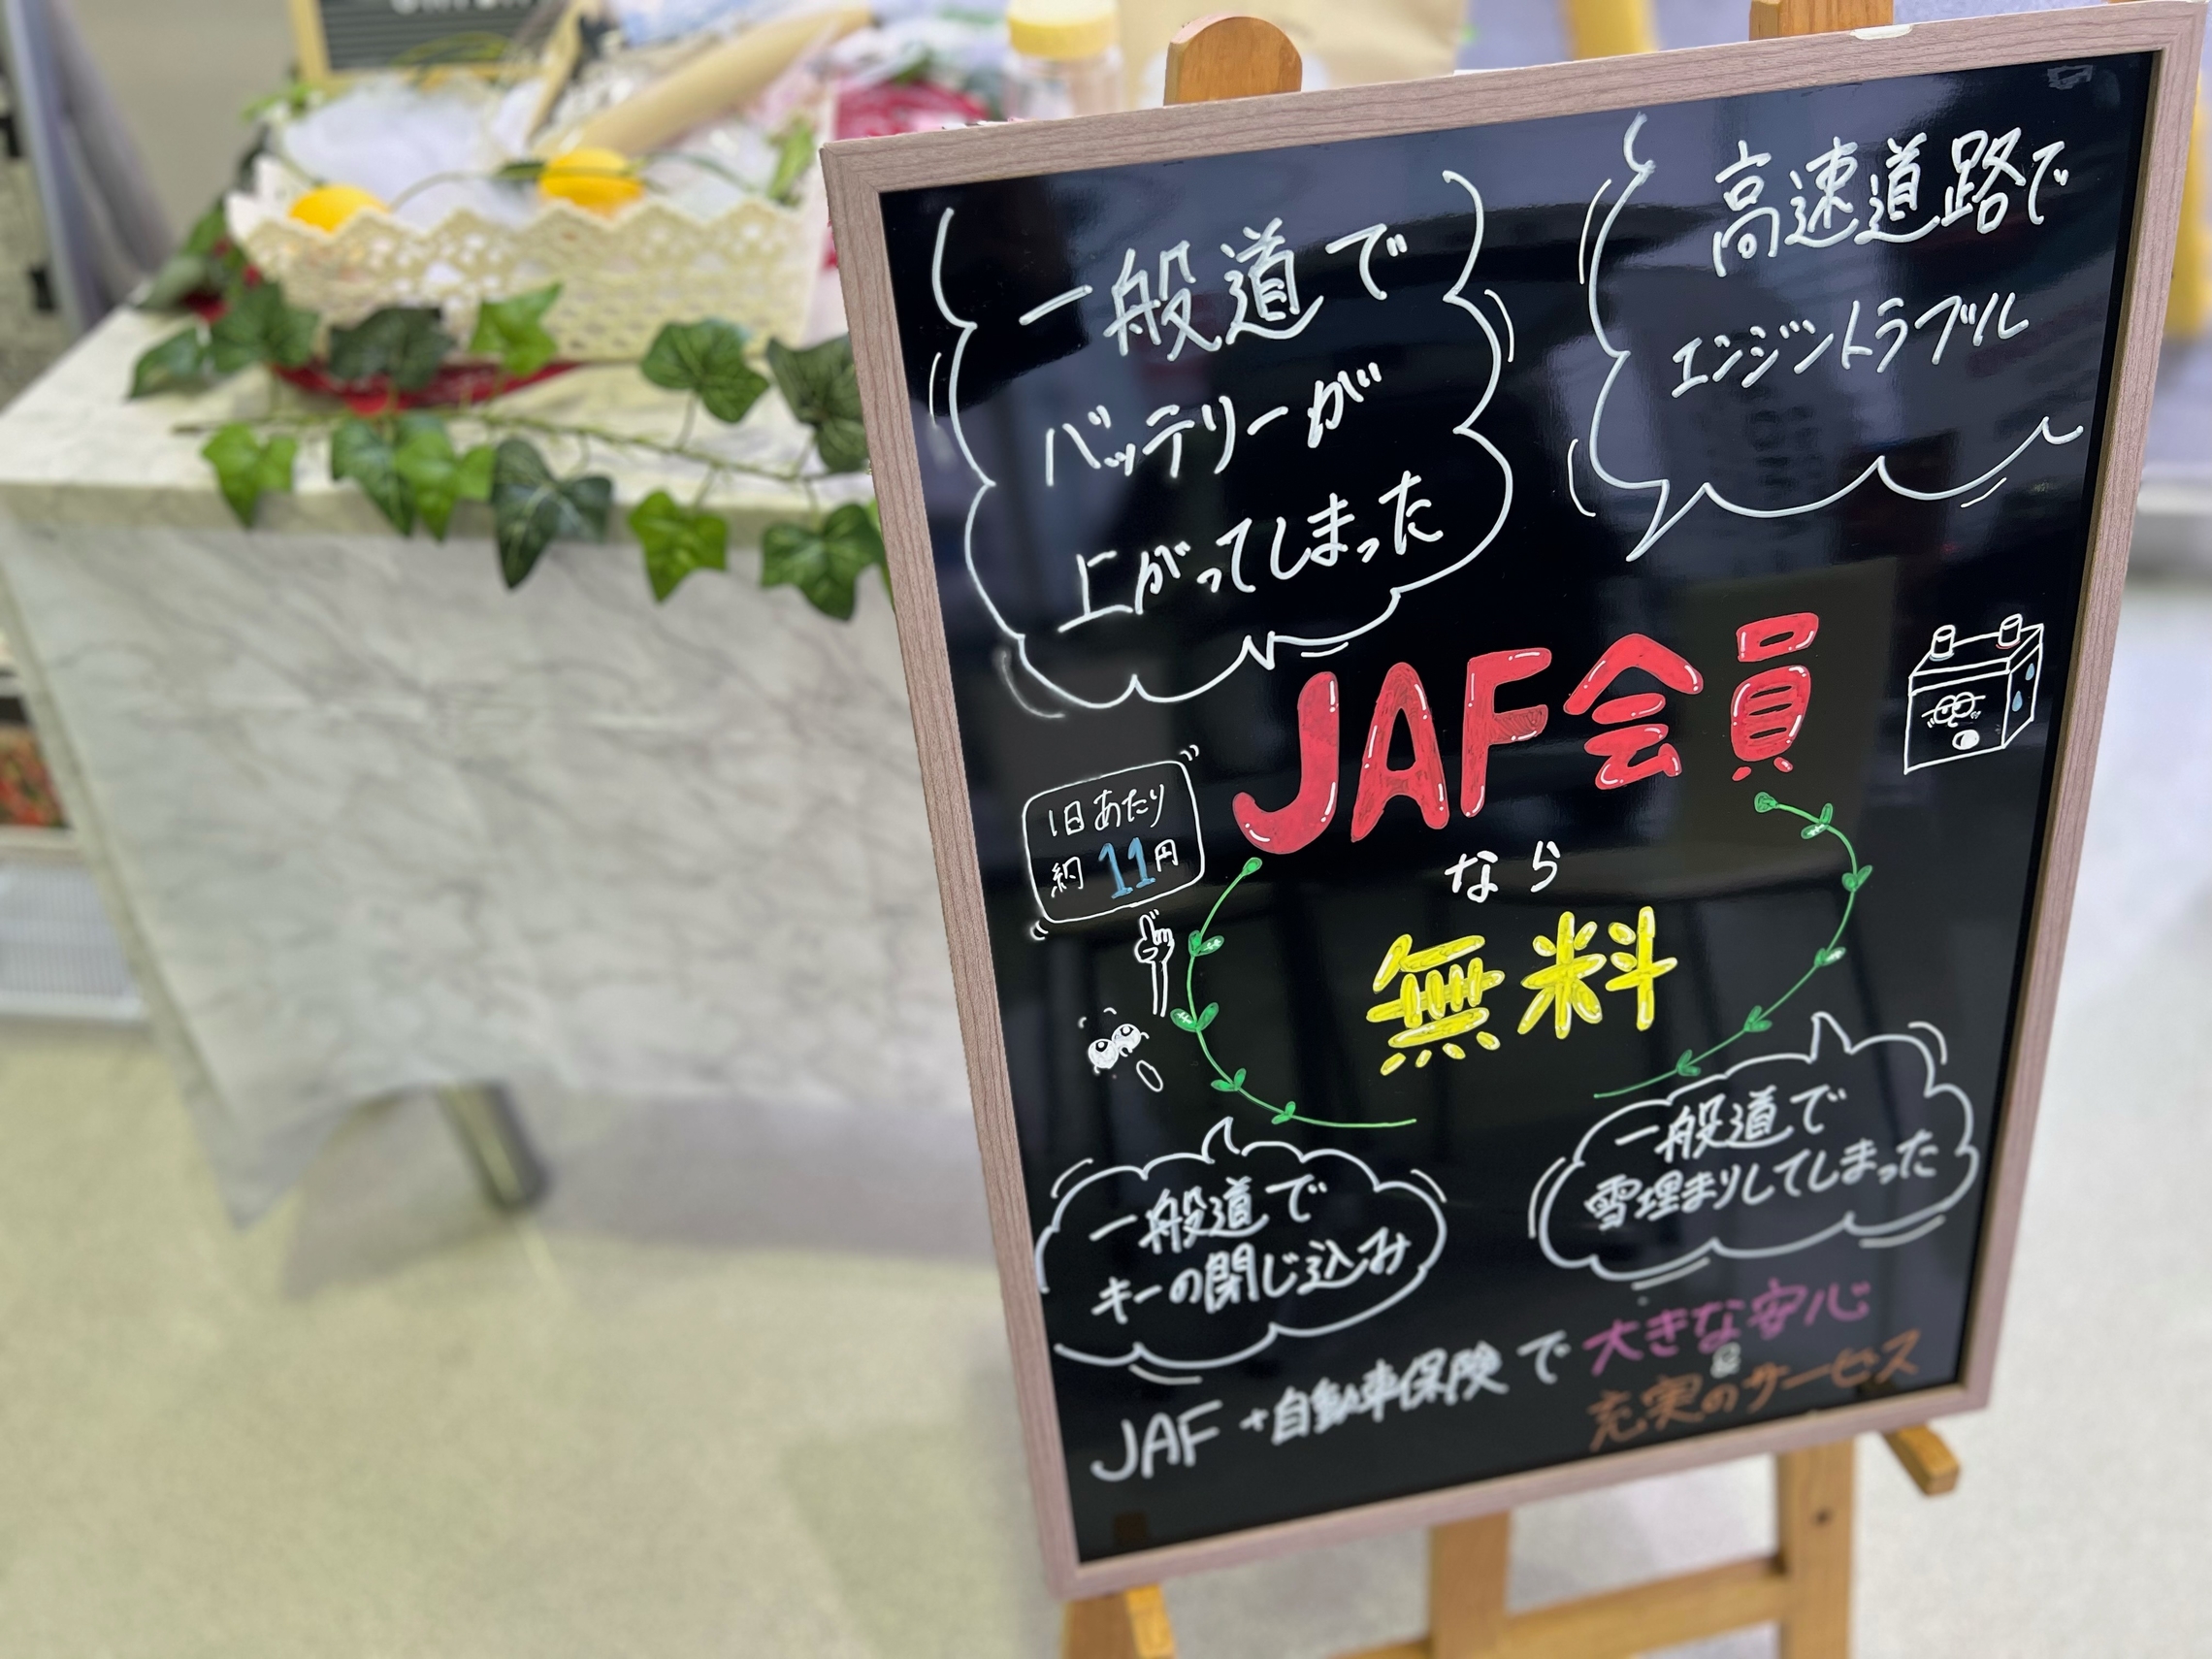 一般道で
バッテリーが
上がってしまった
高速道路で
エンジントラブル
JAF会員
なら
無料
1日あたり
約11円
一般道で
キーの閉じ込み
一般道で
雪埋まりしてしまった
JAF+自動車保険で大きな安心
&
充実のサービス